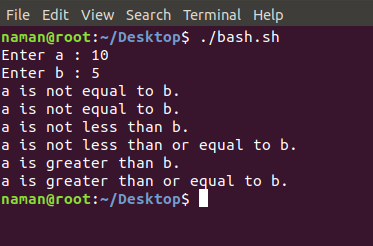 File Edit View Search Terminal Help
naman@root:~/Desktop$ ./bash.sh
Enter a : 10
Enter b : 5
a is not equal to b.
a is not equal to b.
a is not less than b.
a is not less than or equal to b.
a is greater than b.
a is greater than or equal to b.
naman@root:~/Desktop$